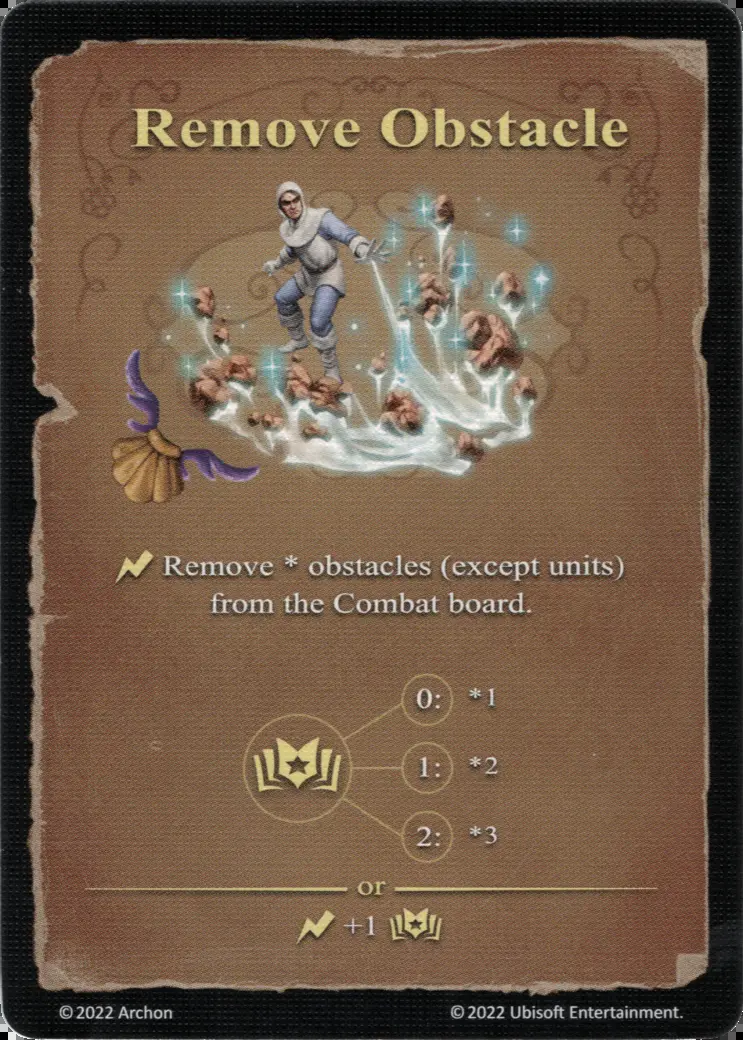 Remove Obstacle
Remove * obstacles (except units)
from the Combat board.
0: *1
1: *2
2: *3
or
+1
© 2022 Archon © 2022 Ubisoft Entertainment.